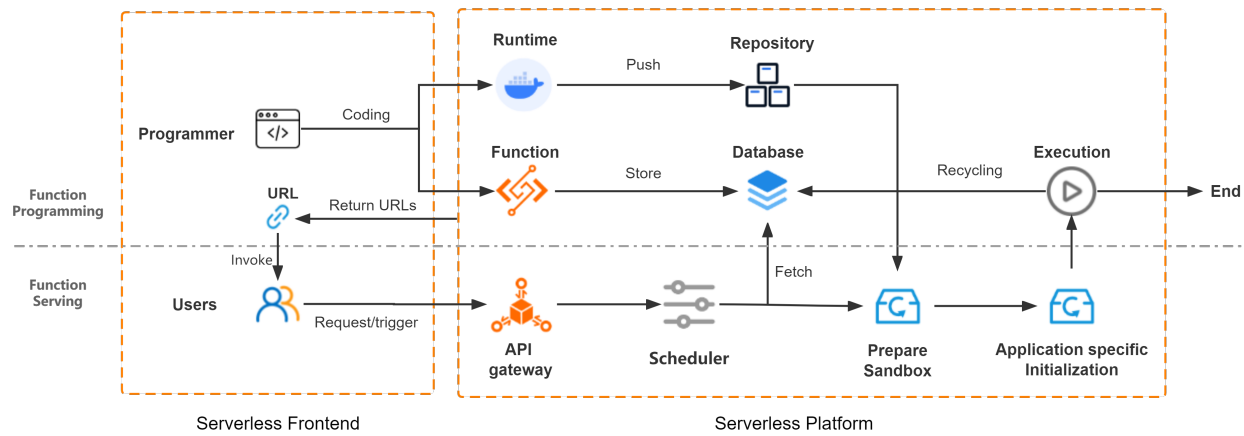 Runtime
Repository
Push
Coding
Programmer
Function
Database
Execution
Store
Recycling
Function
Programming
URL
Return URLs
End
Invoke
Fetch
Function
Serving
Users
Request/trigger
API
gateway
Scheduler
Prepare
Sandbox
Application specific
Initialization
Serverless Frontend
Serverless Platform